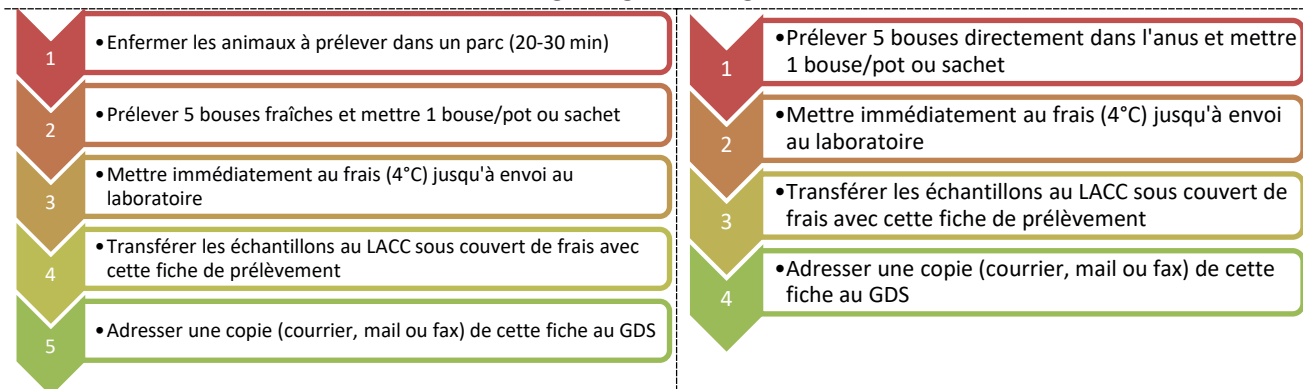 1
•Enfermer les animaux à prélever dans un parc (20-30 min)
2
•Prélever 5 bouses fraîches et mettre 1 bouse/pot ou sachet
3
•Mettre immédiatement au frais (4°C) jusqu'à envoi au
laboratoire
4
•Transférer les échantillons au LACC sous couvert de frais avec
cette fiche de prélèvement
5
•Adresser une copie (courrier, mail ou fax) de cette fiche au GDS
1
•Prélever 5 bouses directement dans l'anus et mettre
1 bouse/pot ou sachet
2
•Mettre immédiatement au frais (4°C) jusqu'à envoi
au laboratoire
3
•Transférer les échantillons au LACC sous couvert de
frais avec cette fiche de prélèvement
4
•Adresser une copie (courrier, mail ou fax) de cette
fiche au GDS